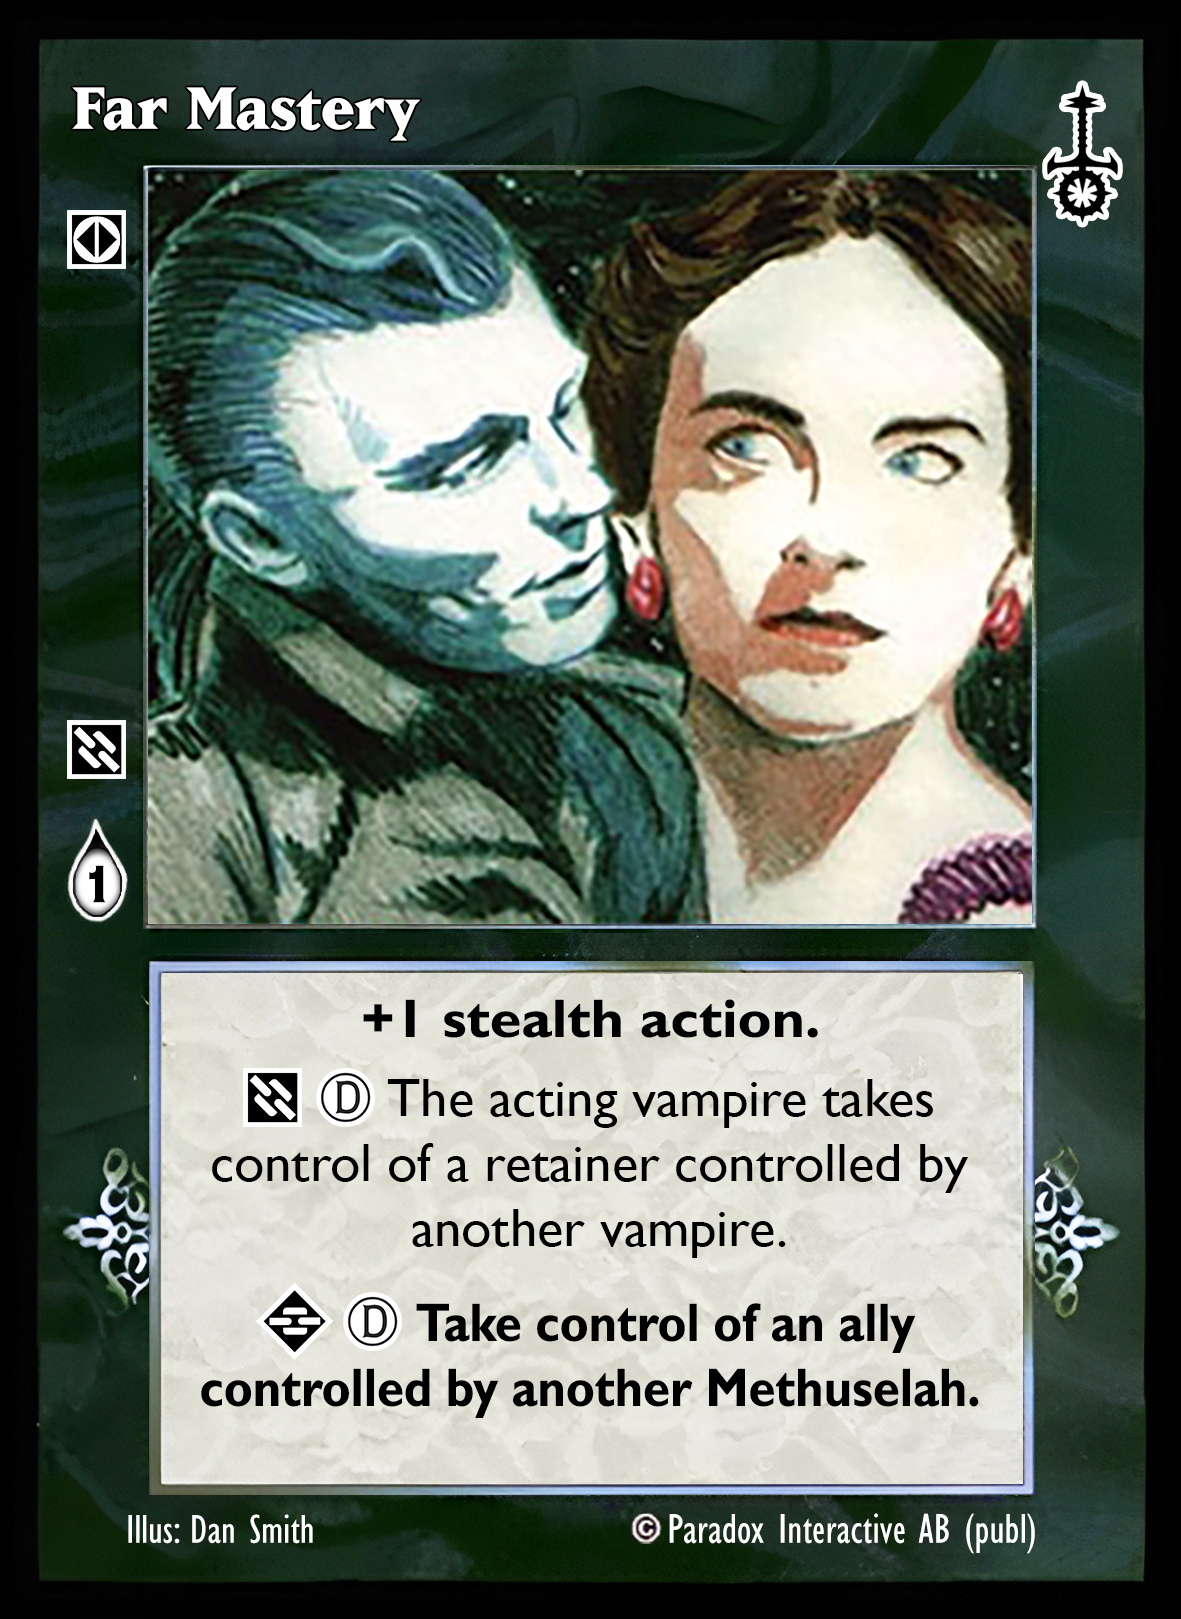 Far Mastery
1
+1 stealth action.
D The acting vampire takes
control of a retainer controlled by
another vampire.
D Take control of an ally
controlled by another Methuselah.
Illus: Dan Smith
© Paradox Interactive AB (publ)